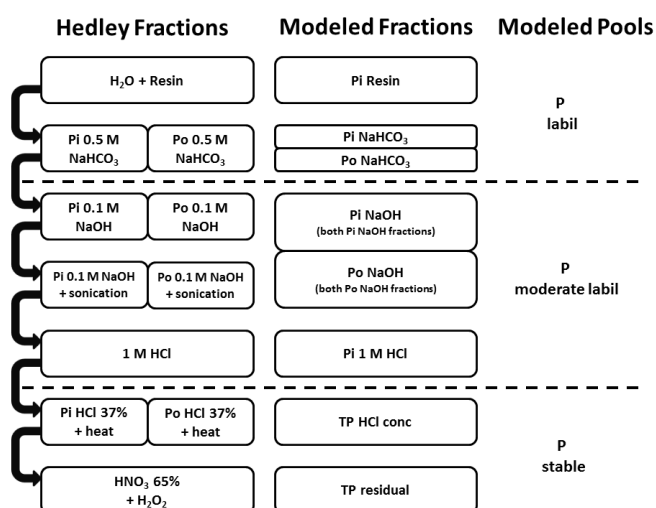 Hedley Fractions
Modeled Fractions
Modeled Pools
H₂O + Resin
Pi Resin
P
labil
Pi 0.5 M
NaHCO₃
Po 0.5 M
NaHCO₃
Pi NaHCO₃
Po NaHCO₃
Pi 0.1 M
NaOH
Po 0.1 M
NaOH
Pi NaOH
(both Pi NaOH fractions)
Pi 0.1 M NaOH
+ sonication
Po 0.1 M NaOH
+ sonication
Po NaOH
(both Po NaOH fractions)
P
moderate labil
1 M HCl
Pi 1 M HCl
Pi HCl 37%
+ heat
Po HCl 37%
+ heat
TP HCl conc
P
stable
HNO₃ 65%
+ H₂O₂
TP residual